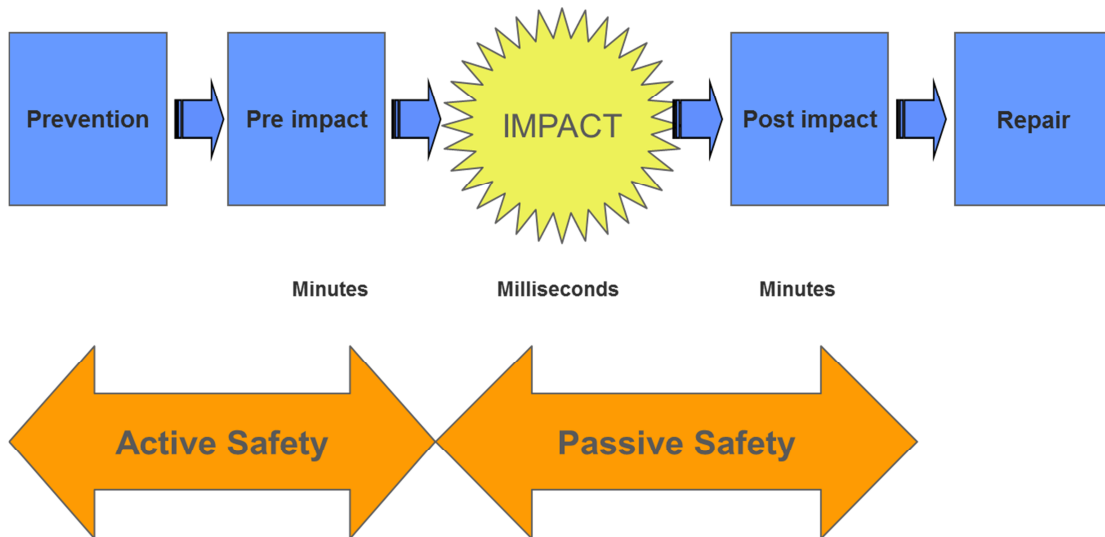 Prevention
Pre impact
IMPACT
Post impact
Repair
Minutes
Milliseconds
Minutes
Active Safety
Passive Safety